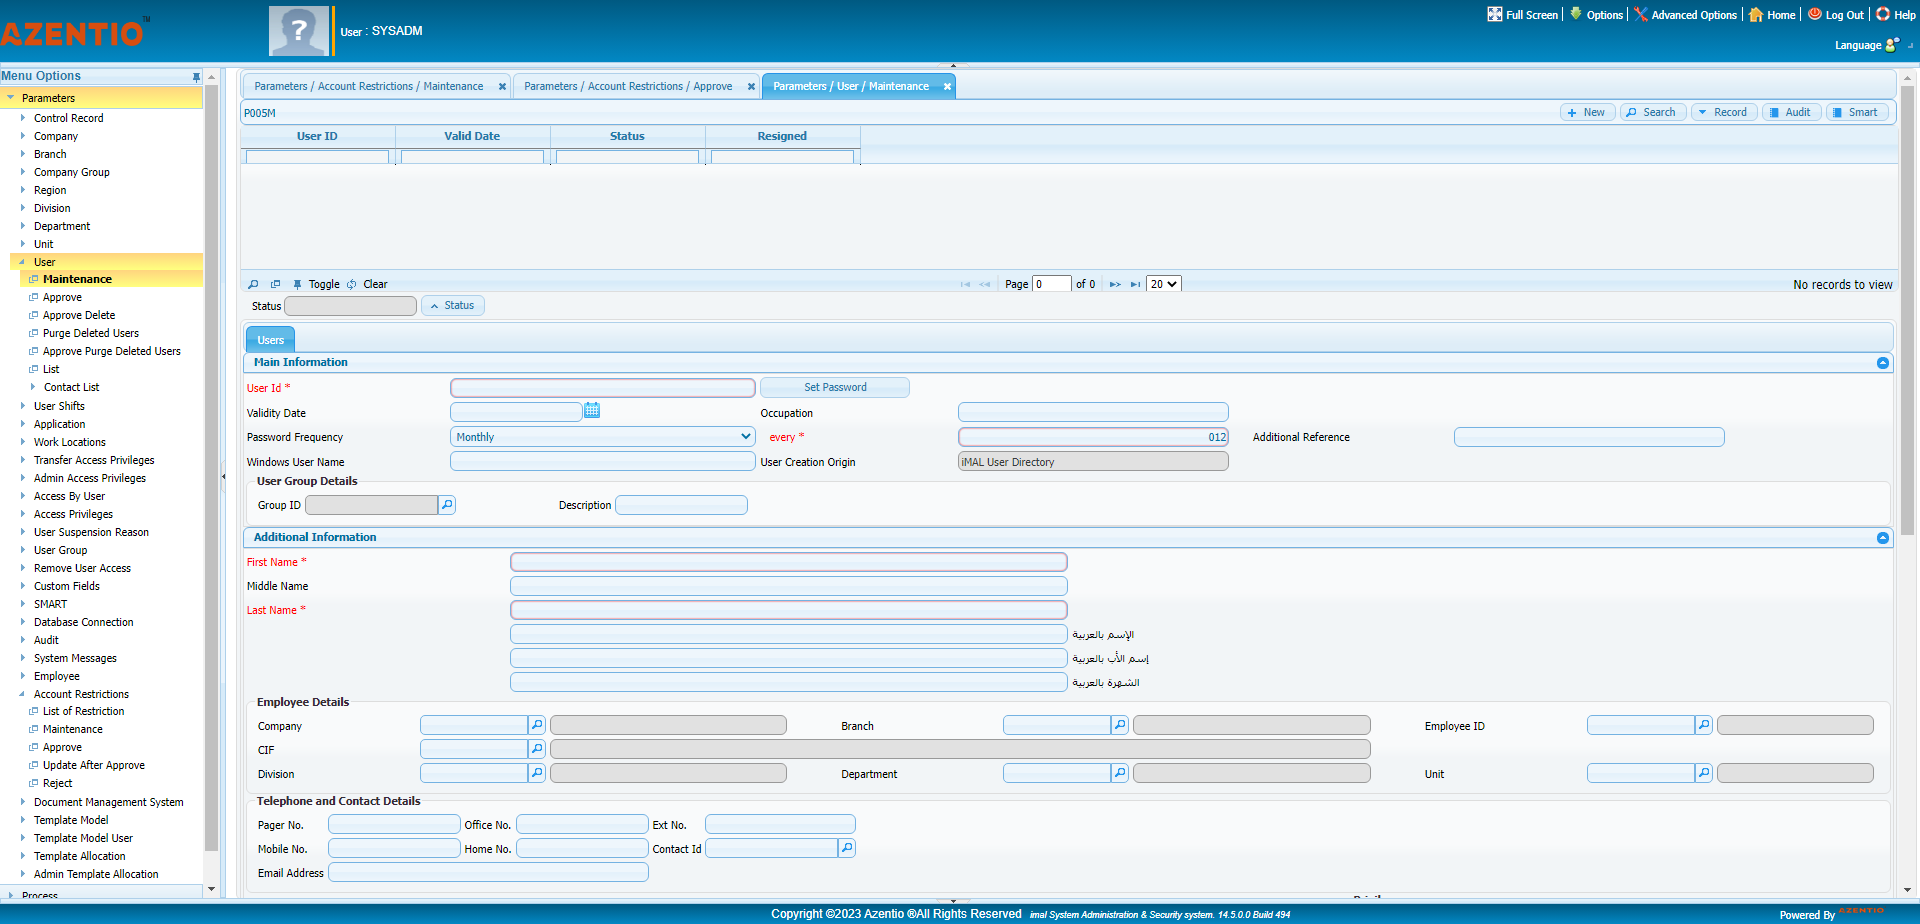 AZENTIO™
User : SYSADM
Full Screen
Options
Advanced Options
Home
Log Out
Help
Language
Menu Options
Parameters
Control Record
Company
Branch
Company Group
Region
Division
Department
Unit
User
Maintenance
Approve
Approve Delete
Purge Deleted Users
Approve Purge Deleted Users
List
Contact List
User Shifts
Application
Work Locations
Transfer Access Privileges
Admin Access Privileges
Access By User
Access Privileges
User Suspension Reason
User Group
Remove User Access
Custom Fields
SMART
Database Connection
Audit
System Messages
Employee
Account Restrictions
List of Restriction
Maintenance
Approve
Update After Approve
Reject
Document Management System
Template Model
Template Model User
Template Allocation
Admin Template Allocation
Process
Parameters / Account Restrictions / Maintenance
Parameters / Account Restrictions / Approve
Parameters / User / Maintenance
P005M
New
Search
Record
Audit
Smart
User ID
Valid Date
Status
Resigned
Toggle
Clear
Page 0 of 0
20
No records to view
Status
Status
Users
Main Information
User Id *
Set Password
Validity Date
Occupation
Password Frequency
Monthly
every *
012
Additional Reference
Windows User Name
User Creation Origin
iMAL User Directory
User Group Details
Group ID
Description
Additional Information
First Name *
Middle Name
Last Name *
الإسم بالعربية
إسم الأب بالعربية
الشهرة بالعربية
Employee Details
Company
Branch
Employee ID
CIF
Division
Department
Unit
Telephone and Contact Details
Pager No.
Office No.
Ext No.
Mobile No.
Home No.
Contact Id
Email Address
Copyright ©2023 Azentio ®All Rights Reserved imal System Administration & Security system. 14.5.0.0 Build 494
Powered By AZENTIO